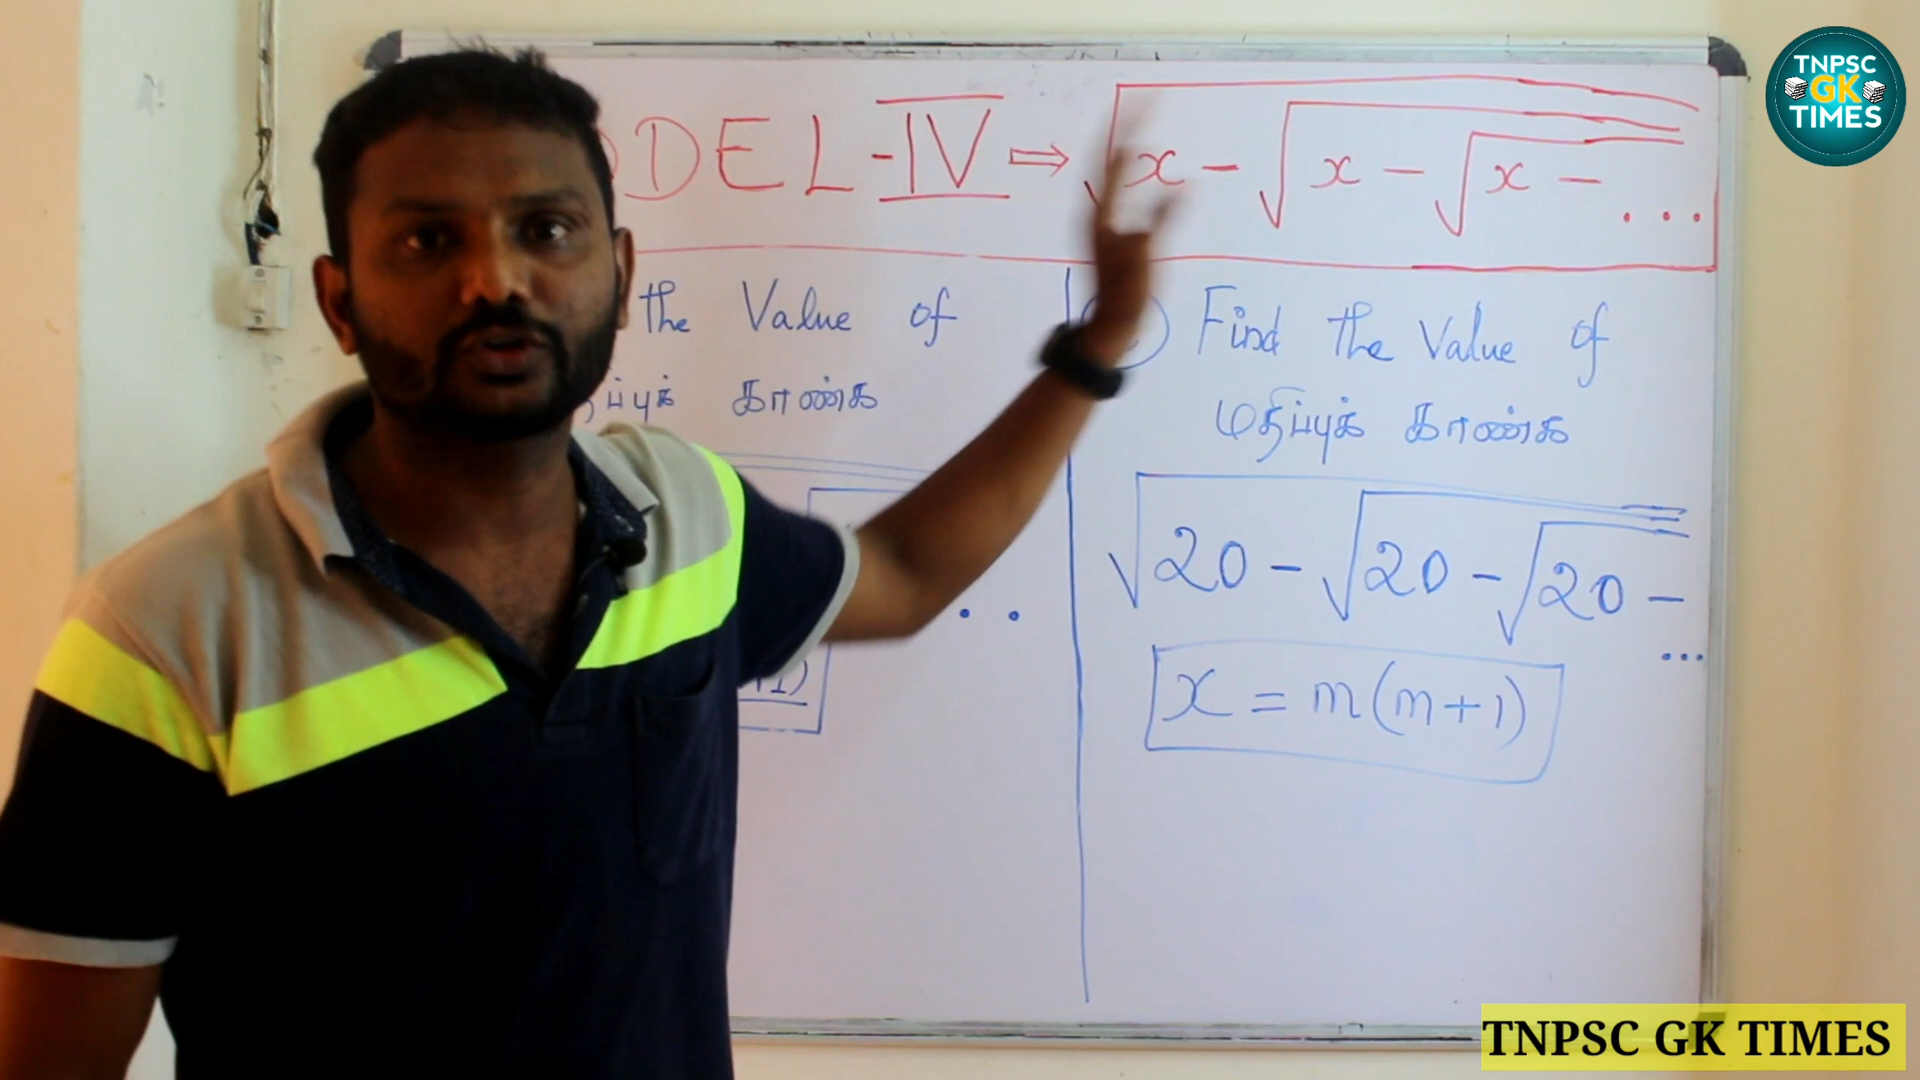 TNPSC
GK
TIMES
DEL-IV ⇒ √x - √x - √x - ...
the Value of
காண்க
. .
Find the Value of
மதிப்புக் காண்க
√20 - √20 - √20 - ...
x = m(m+1)
TNPSC GK TIMES